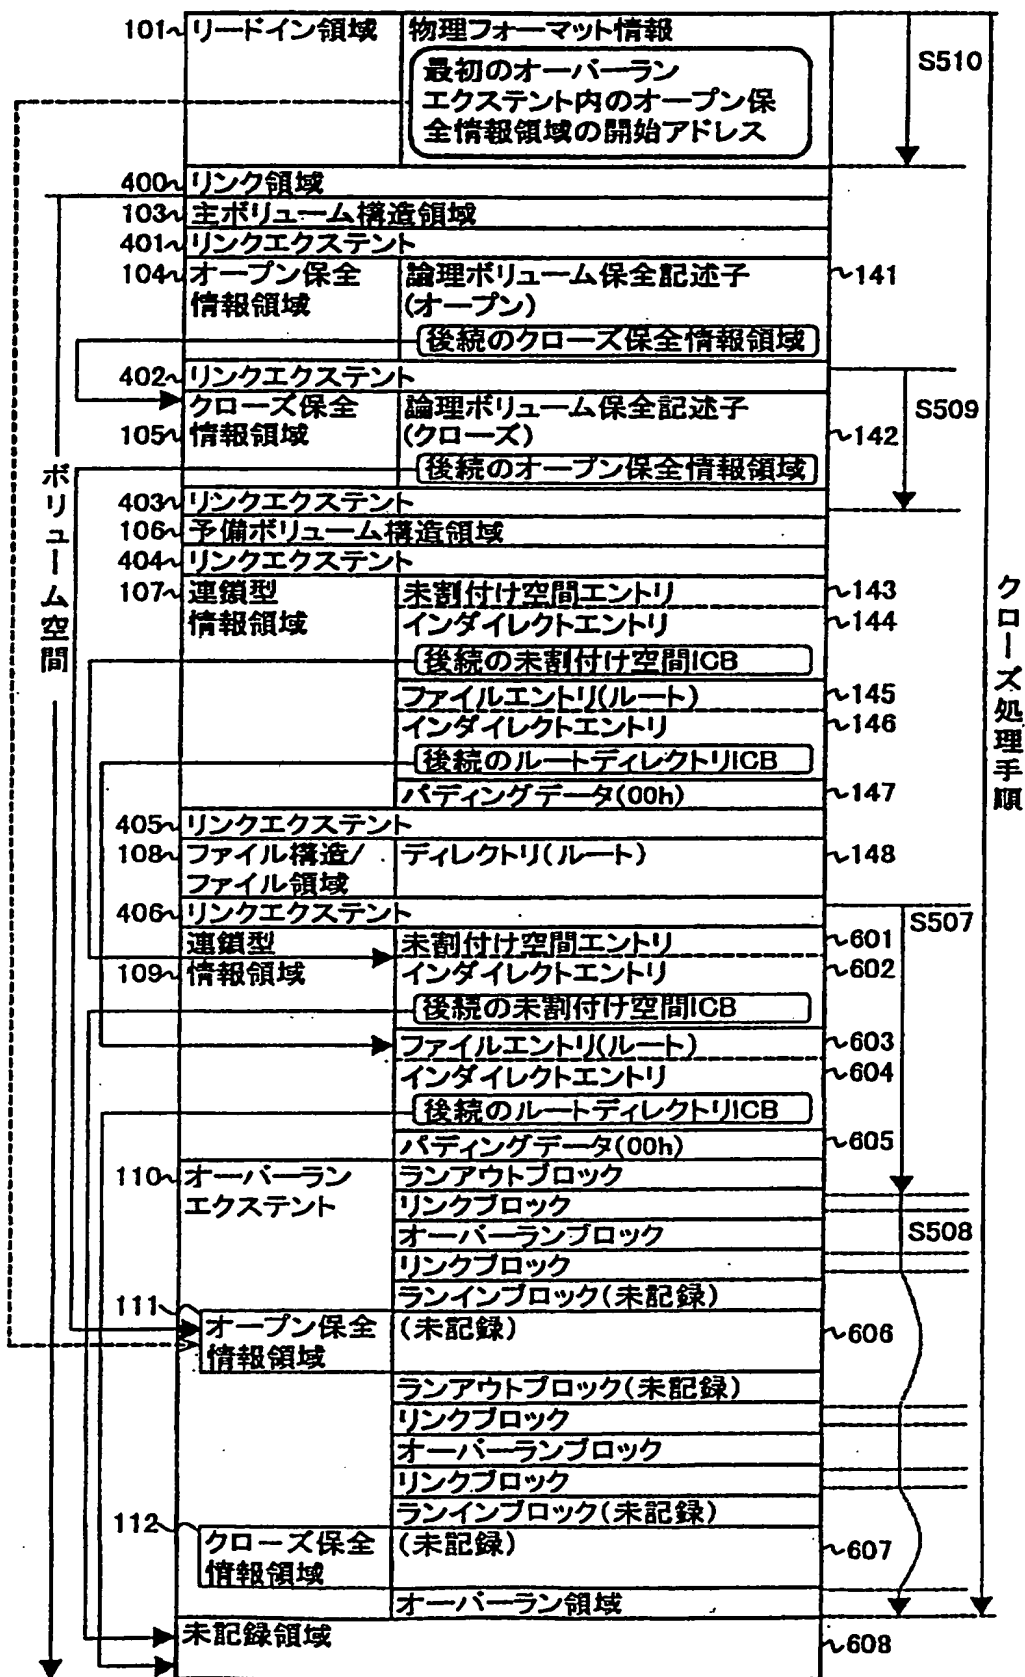 101 リードイン領域 物理フォーマット情報
最初のオーバーラン
エクステント内のオープン保
全情報領域の開始アドレス
S510
400 リンク領域
103 主ボリューム構造領域
401 リンクエクステント
104 オープン保全 論理ボリューム保全記述子 141
情報領域 (オープン)
後続のクローズ保全情報領域
402 リンクエクステント
クローズ保全 論理ボリューム保全記述子 S509
105 情報領域 (クローズ) 142
後続のオープン保全情報領域
403 リンクエクステント
106 予備ボリューム構造領域
404 リンクエクステント
107 連鎖型 未割付け空間エントリ 143
情報領域 インダイレクトエントリ 144
後続の未割付け空間ICB
ファイルエントリ(ルート) 145
インダイレクトエントリ 146
後続のルートディレクトリICB
パディングデータ(00h) 147
405 リンクエクステント
108 ファイル構造/ ディレクトリ(ルート) 148
ファイル領域
406 リンクエクステント
S507
連鎖型 未割付け空間エントリ 601
109 情報領域 インダイレクトエントリ 602
後続の未割付け空間ICB
ファイルエントリ(ルート) 603
インダイレクトエントリ 604
後続のルートディレクトリICB
パディングデータ(00h) 605
110 オーバーラン ランアウトブロック
エクステント リンクブロック
オーバーランブロック S508
リンクブロック
ランインブロック(未記録)
111 オープン保全 (未記録) 606
情報領域
ランアウトブロック(未記録)
リンクブロック
オーバーランブロック
リンクブロック
ランインブロック(未記録)
112 クローズ保全 (未記録) 607
情報領域
オーバーラン領域
未記録領域 608
ボリューム空間
クローズ処理手順